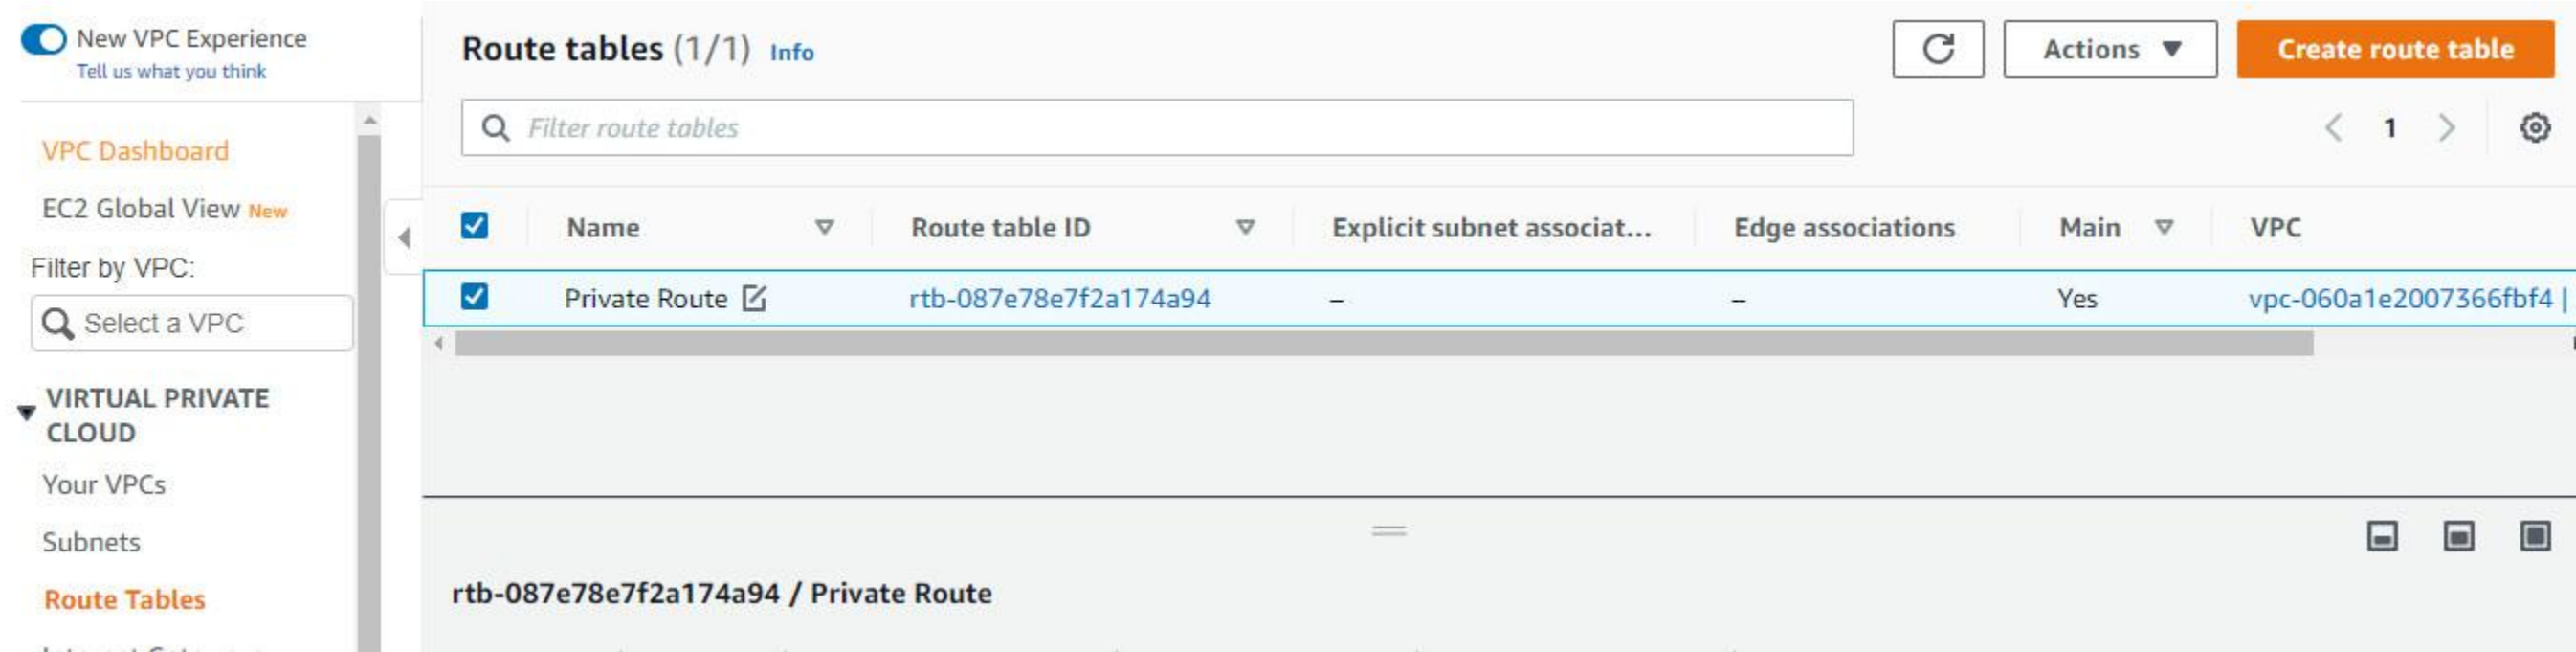 New VPC Experience
Tell us what you think
VPC Dashboard
EC2 Global View New
Filter by VPC:
Select a VPC
VIRTUAL PRIVATE
CLOUD
Your VPCs
Subnets
Route Tables
Route tables (1/1) Info
Actions
Create route table
Filter route tables
1
Name Route table ID Explicit subnet associat... Edge associations Main VPC
Private Route rtb-087e78e7f2a174a94 – – Yes vpc-060a1e2007366fbf4 |
rtb-087e78e7f2a174a94 / Private Route